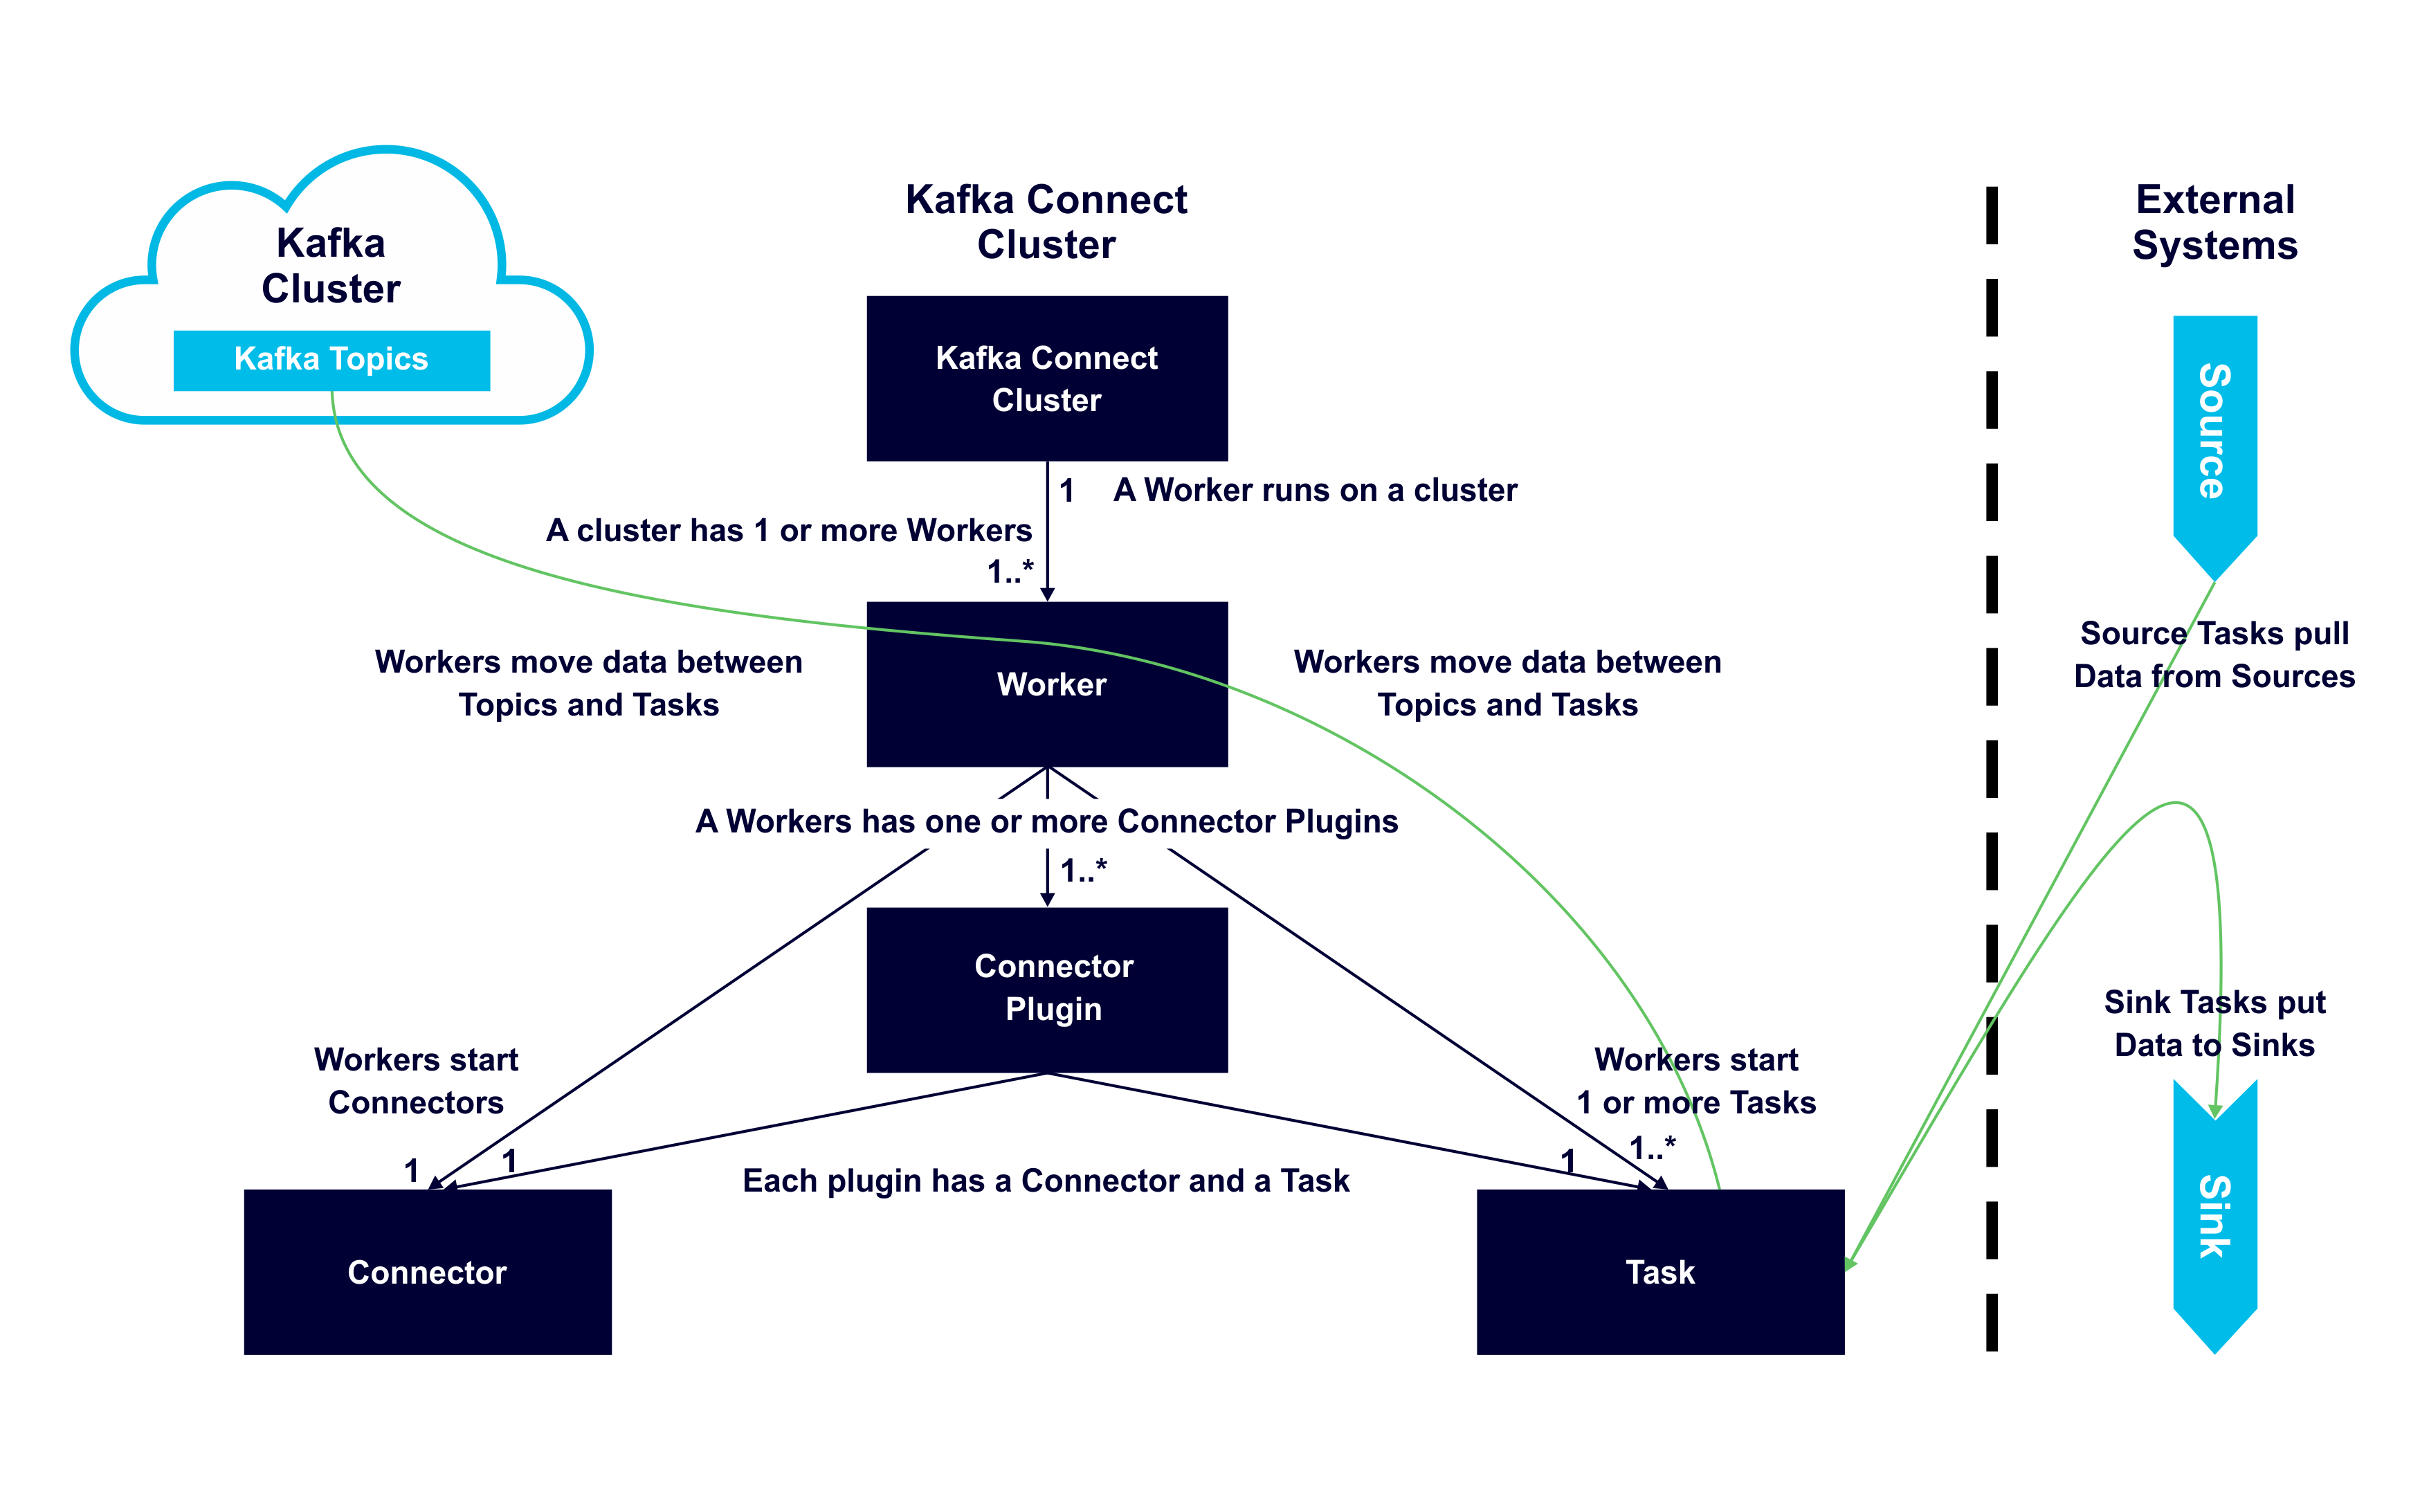 Kafka
Cluster
Kafka Topics
Kafka Connect
Cluster
External
Systems
Kafka Connect
Cluster
Source
1
A Worker runs on a cluster
A cluster has 1 or more Workers
1..*
Workers move data between
Topics and Tasks
Worker
Workers move data between
Topics and Tasks
Source Tasks pull
Data from Sources
A Workers has one or more Connector Plugins
1..*
Connector
Plugin
Sink Tasks put
Data to Sinks
Workers start
Connectors
Workers start
1 or more Tasks
1..*
1
1
1
Each plugin has a Connector and a Task
Connector
Task
Sink